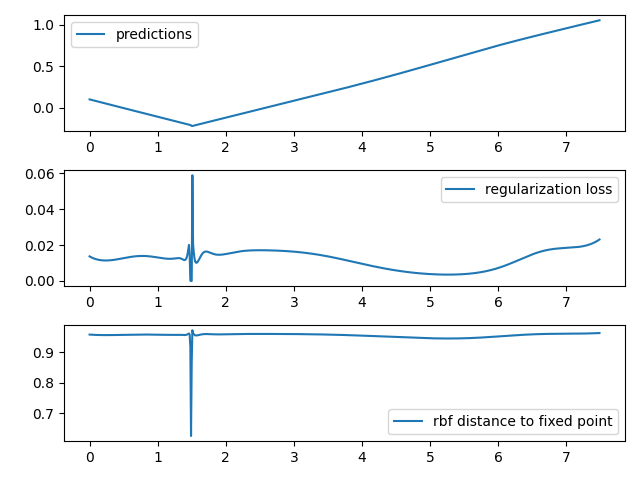 predictions
1.0
0.5
0.0
0 1 2 3 4 5 6 7
regularization loss
0.06
0.04
0.02
0.00
0 1 2 3 4 5 6 7
0.9
0.8
0.7
rbf distance to fixed point
0 1 2 3 4 5 6 7